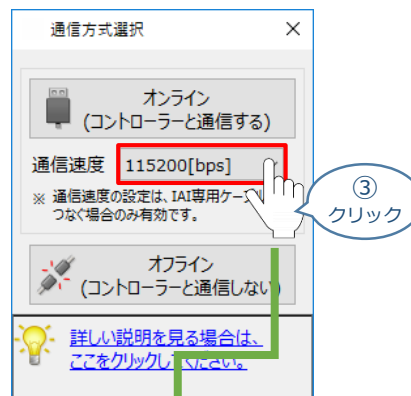 通信方式選択
オンライン
(コントローラーと通信する)
通信速度 115200[bps]
※ 通信速度の設定は、IAI専用ケーブル
つなぐ場合のみ有効です。
③
クリック
オフライン
(コントローラーと通信しない)
詳しい説明を見る場合は、
ここをクリックしてください。